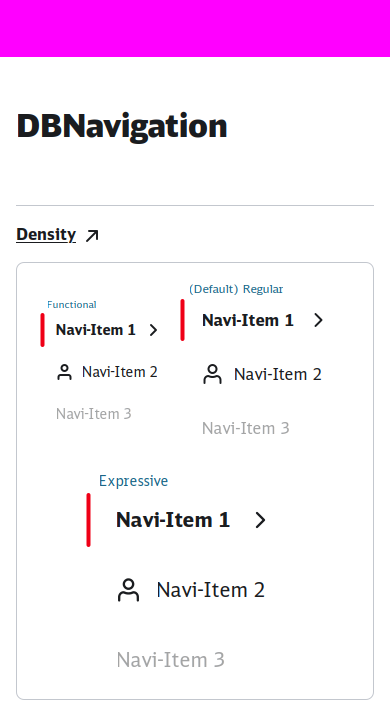 DBNavigation
Density
Functional
Navi-Item 1
Navi-Item 2
Navi-Item 3
(Default) Regular
Navi-Item 1
Navi-Item 2
Navi-Item 3
Expressive
Navi-Item 1
Navi-Item 2
Navi-Item 3